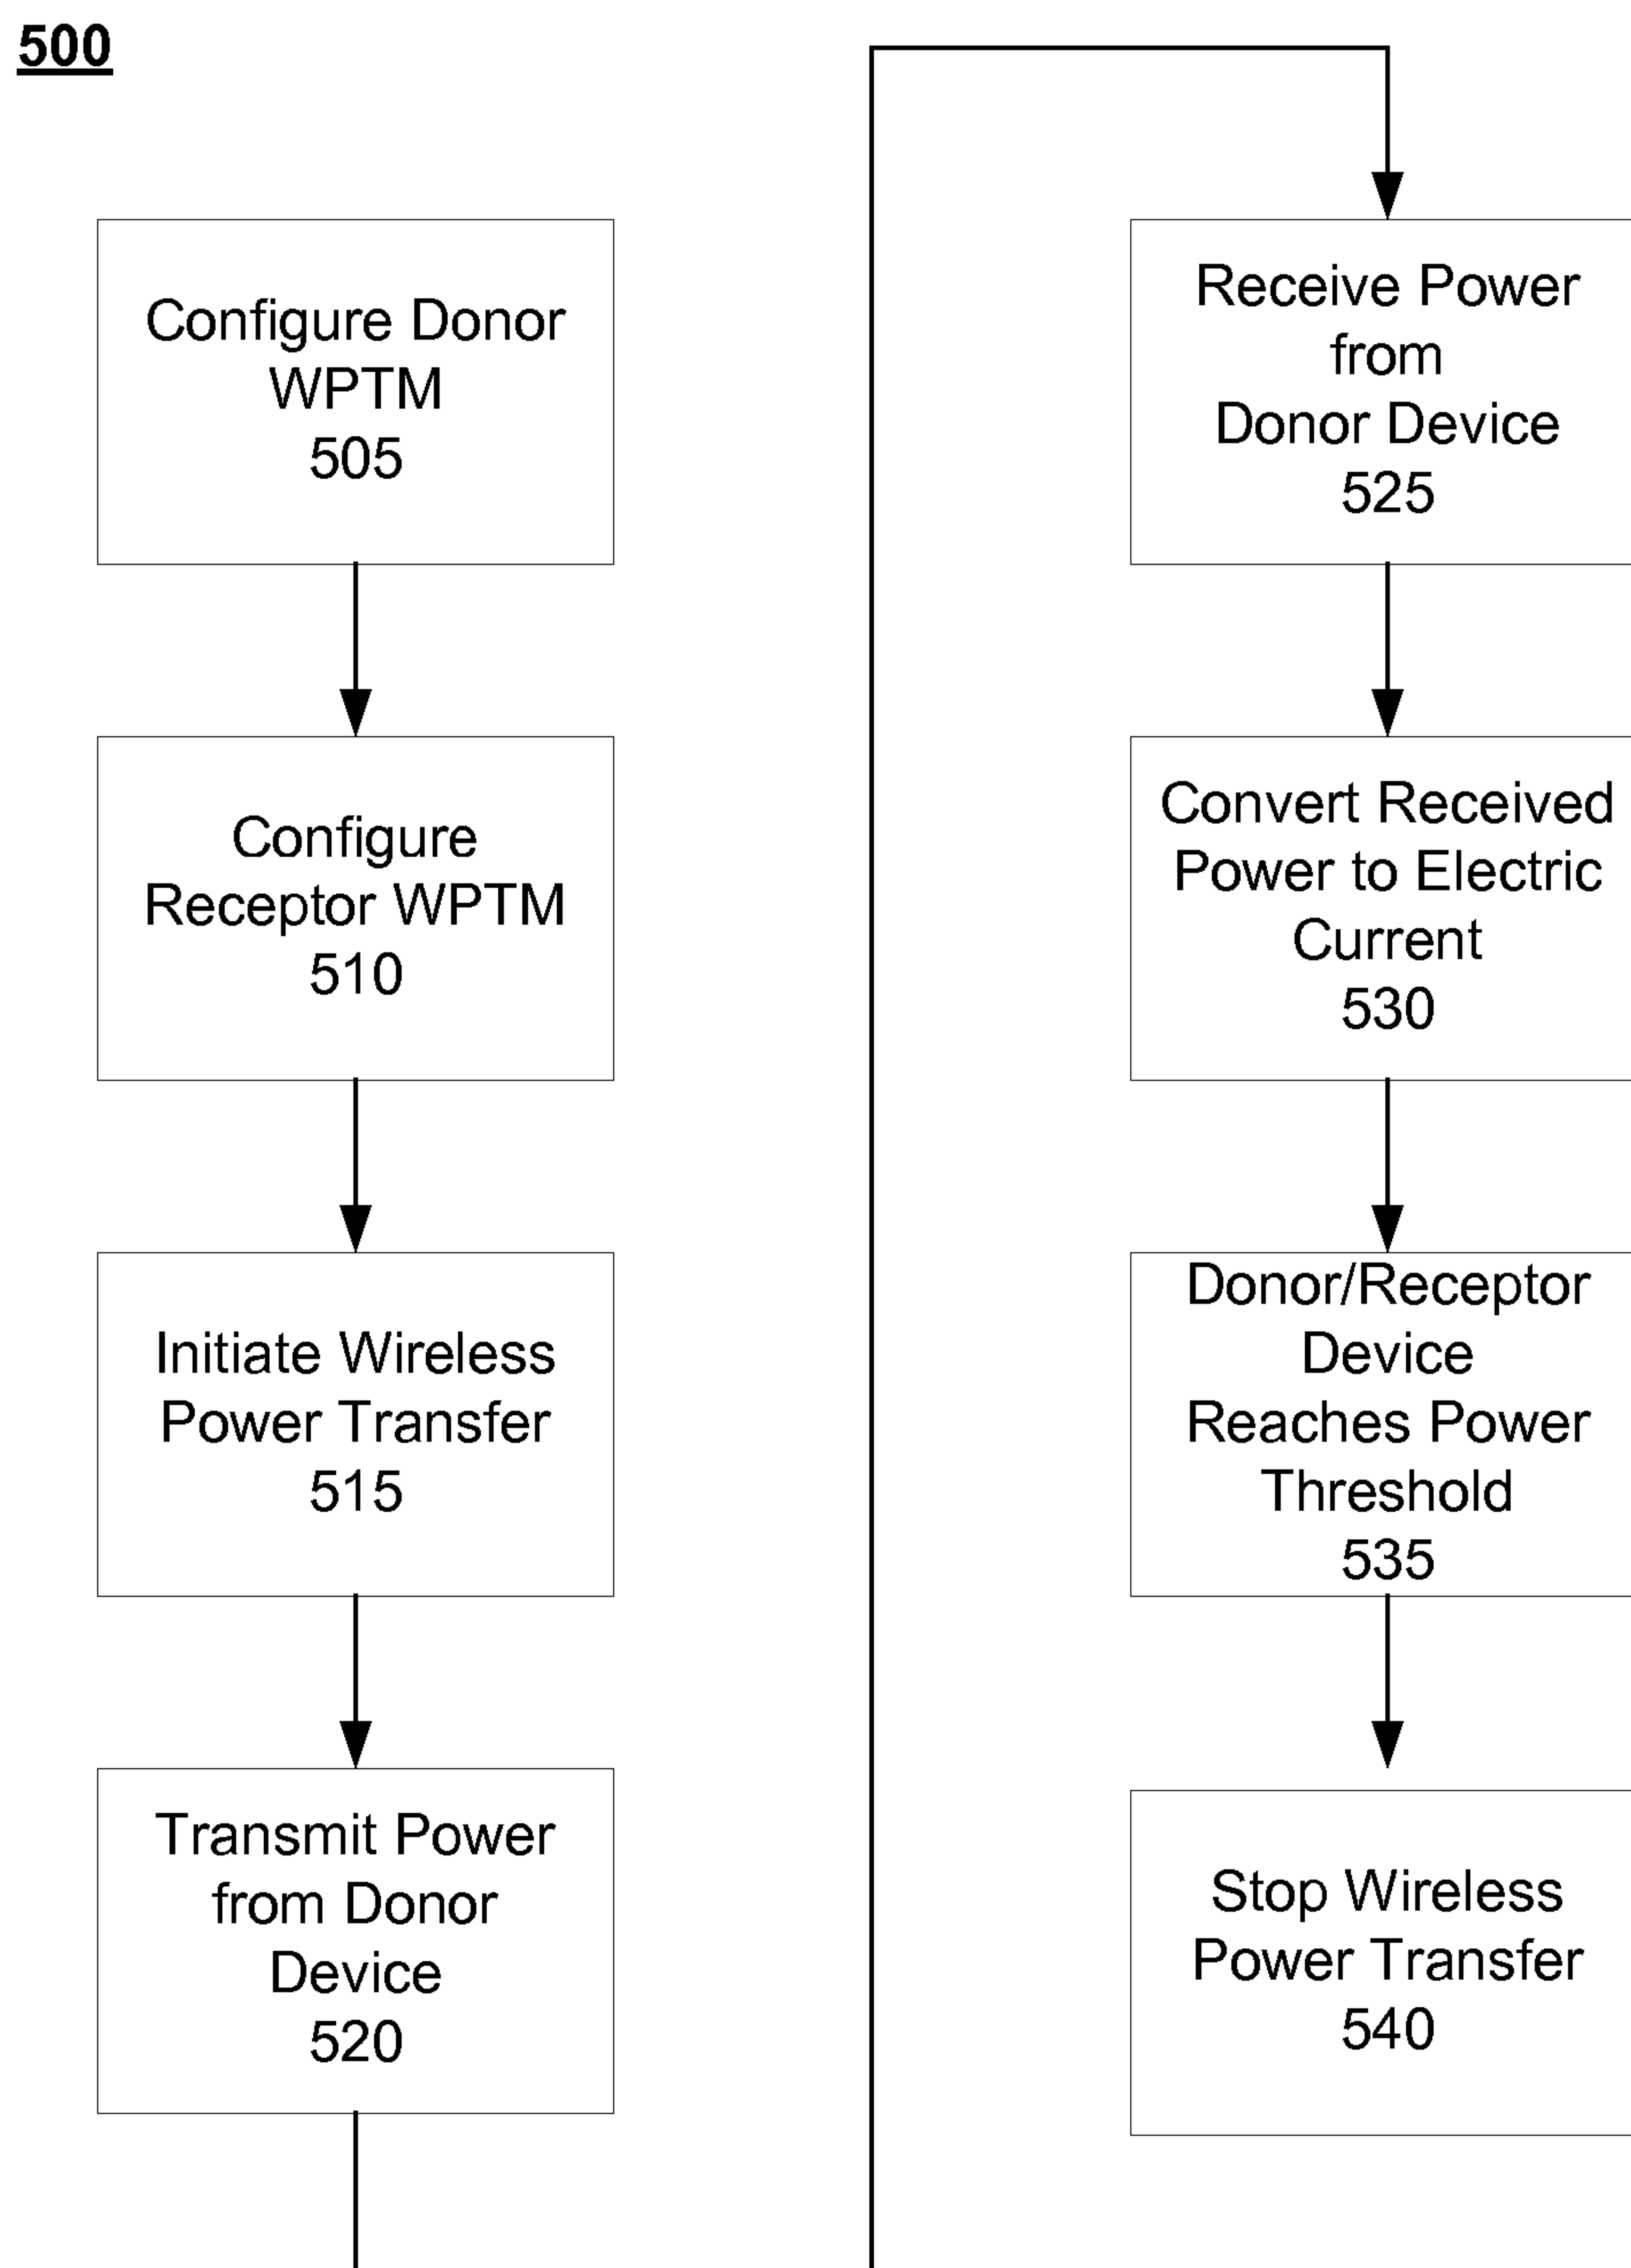 500
Configure Donor
WPTM
505
Configure
Receptor WPTM
510
Initiate Wireless
Power Transfer
515
Transmit Power
from Donor
Device
520
Receive Power
from
Donor Device
525
Convert Received
Power to Electric
Current
530
Donor/Receptor
Device
Reaches Power
Threshold
535
Stop Wireless
Power Transfer
540